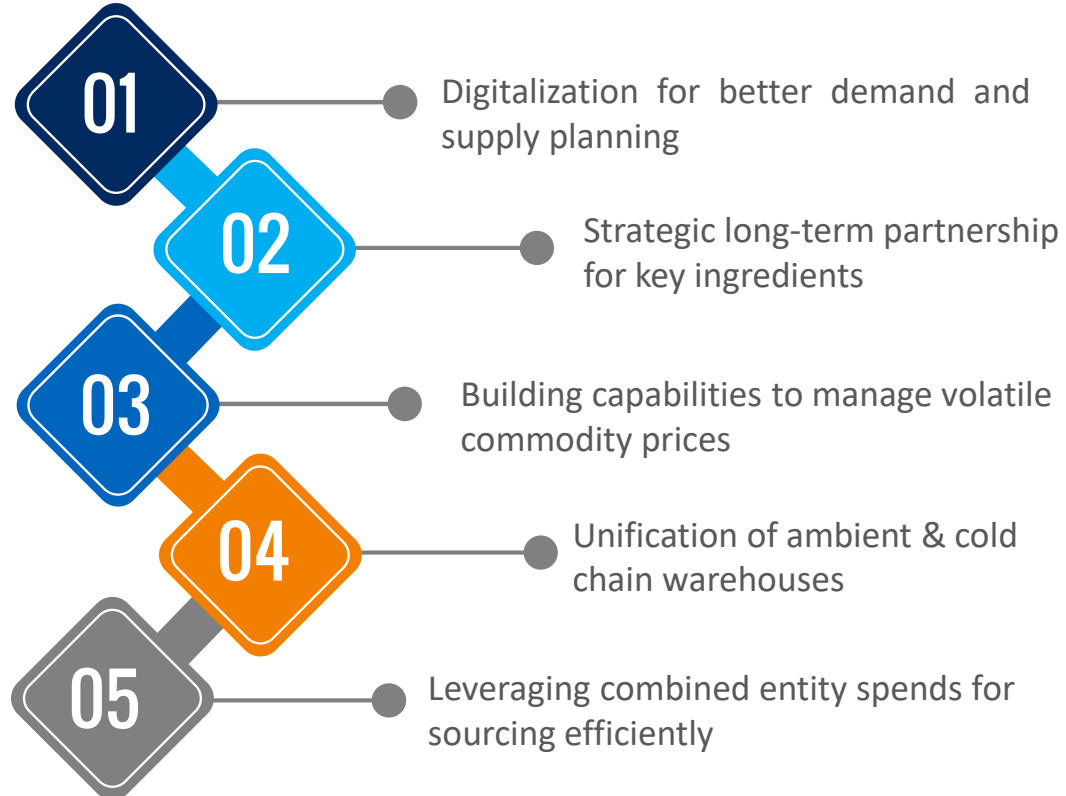 01
Digitalization for better demand and
supply planning
02
Strategic long-term partnership
for key ingredients
03
Building capabilities to manage volatile
commodity prices
04
Unification of ambient & cold
chain warehouses
05
Leveraging combined entity spends for
sourcing efficiently